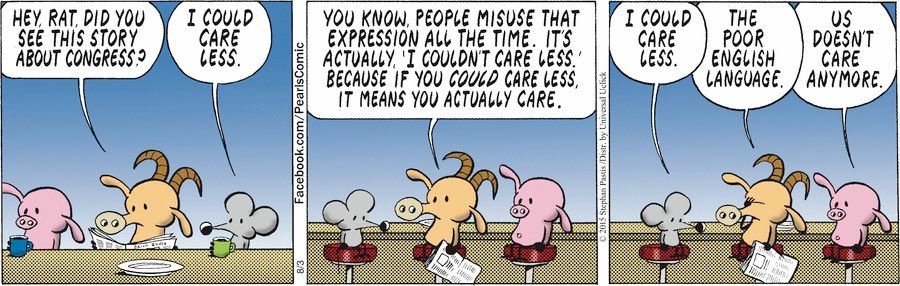 HEY, RAT, DID YOU
SEE THIS STORY
ABOUT CONGRESS?
I COULD
CARE
LESS.
Facebook.com/PearlsComic
8/3
YOU KNOW, PEOPLE MISUSE THAT
EXPRESSION ALL THE TIME. IT'S
ACTUALLY, 'I COULDN'T CARE LESS,'
BECAUSE IF YOU COULD CARE LESS,
IT MEANS YOU ACTUALLY CARE.
© 2015 Stephan Pastis/Distr. by Universal Uclick
I COULD
CARE
LESS.
THE
POOR
ENGLISH
LANGUAGE.
US
DOESN'T
CARE
ANYMORE.